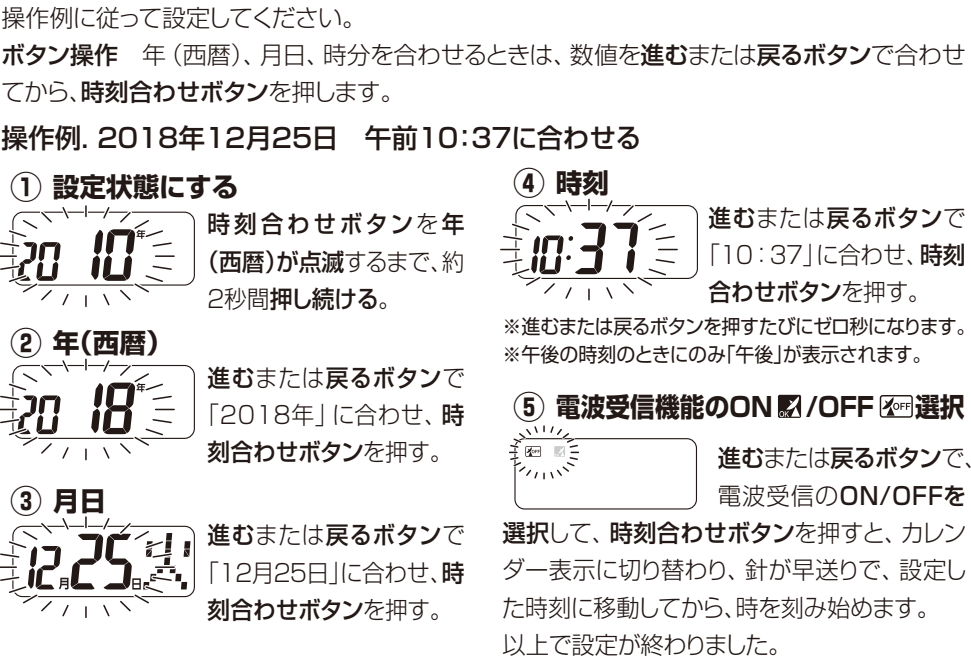 操作例に従って設定してください。
ボタン操作　年（西暦）、月日、時分を合わせるときは、数値を進むまたは戻るボタンで合わせ
てから、時刻合わせボタンを押します。
操作例. 2018年12月25日　午前10：37に合わせる
① 設定状態にする
20 10年
時刻合わせボタンを年
（西暦）が点滅するまで、約
2秒間押し続ける。
② 年（西暦）
20 18年
進むまたは戻るボタンで
「2018年」に合わせ、時
刻合わせボタンを押す。
③ 月日
12月25日
進むまたは戻るボタンで
「12月25日」に合わせ、時
刻合わせボタンを押す。
④ 時刻
10:37
進むまたは戻るボタンで
「10：37」に合わせ、時刻
合わせボタンを押す。
※進むまたは戻るボタンを押すたびにゼロ秒になります。
※午後の時刻のときにのみ「午後」が表示されます。
⑤ 電波受信機能のON /OFF OFF選択
進むまたは戻るボタンで、
電波受信のON/OFFを
選択して、時刻合わせボタンを押すと、カレン
ダー表示に切り替わり、針が早送りで、設定し
た時刻に移動してから、時を刻み始めます。
以上で設定が終わりました。